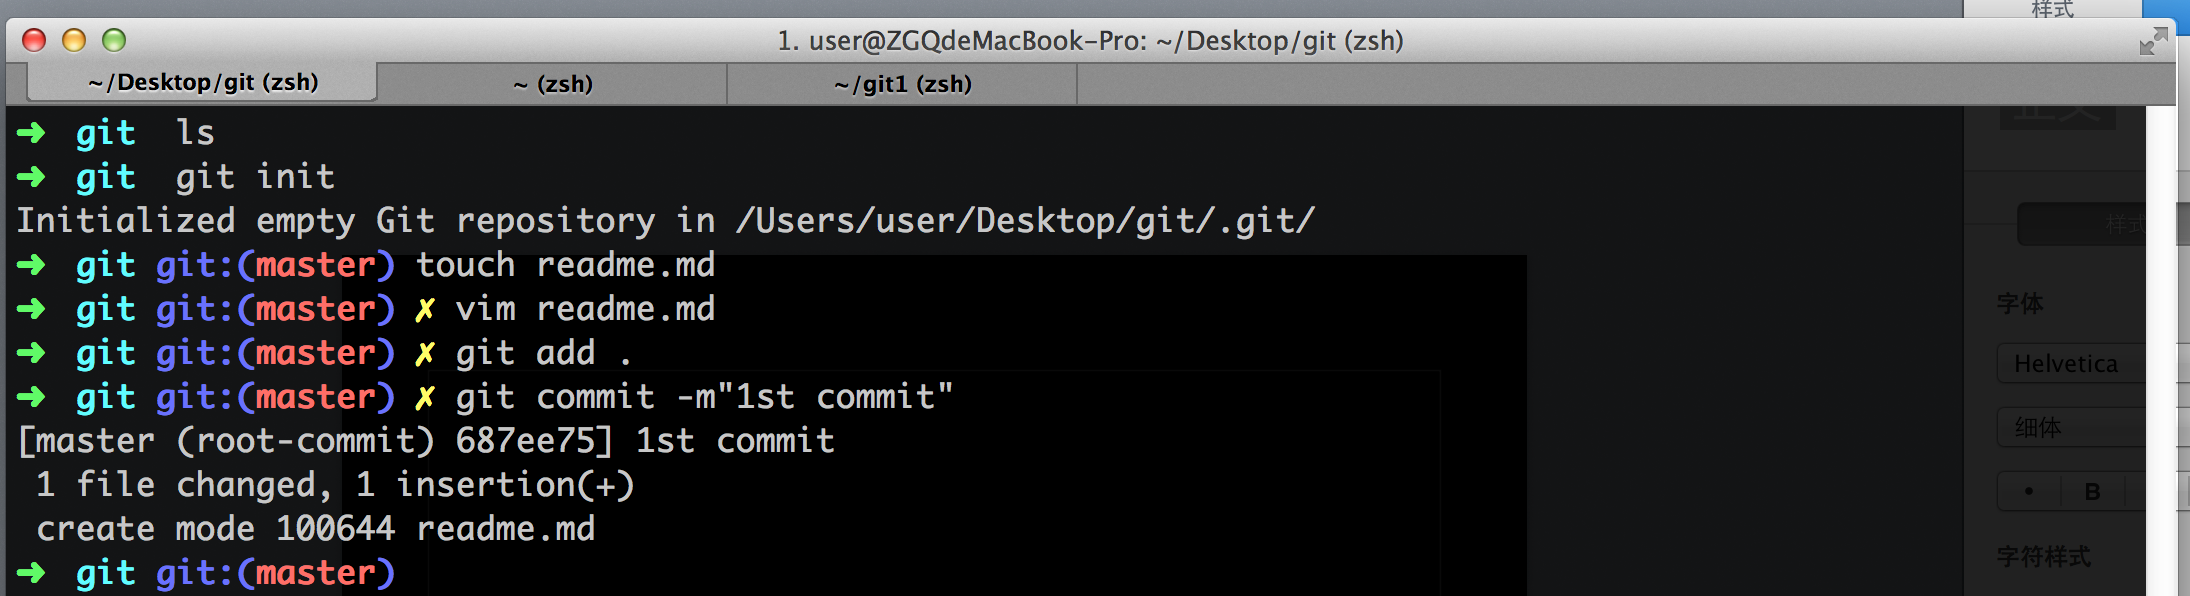 样式
1. user@ZGQdeMacBook-Pro: ~/Desktop/git (zsh)
~/Desktop/git (zsh) ~ (zsh) ~/git1 (zsh)
➜ git ls
➜ git git init
Initialized empty Git repository in /Users/user/Desktop/git/.git/
➜ git git:(master) touch readme.md
➜ git git:(master) ✗ vim readme.md
➜ git git:(master) ✗ git add .
➜ git git:(master) ✗ git commit -m"1st commit"
[master (root-commit) 687ee75] 1st commit
1 file changed, 1 insertion(+)
create mode 100644 readme.md
➜ git git:(master)
正文
样式
字体
Helvetica
细体
B
字符样式